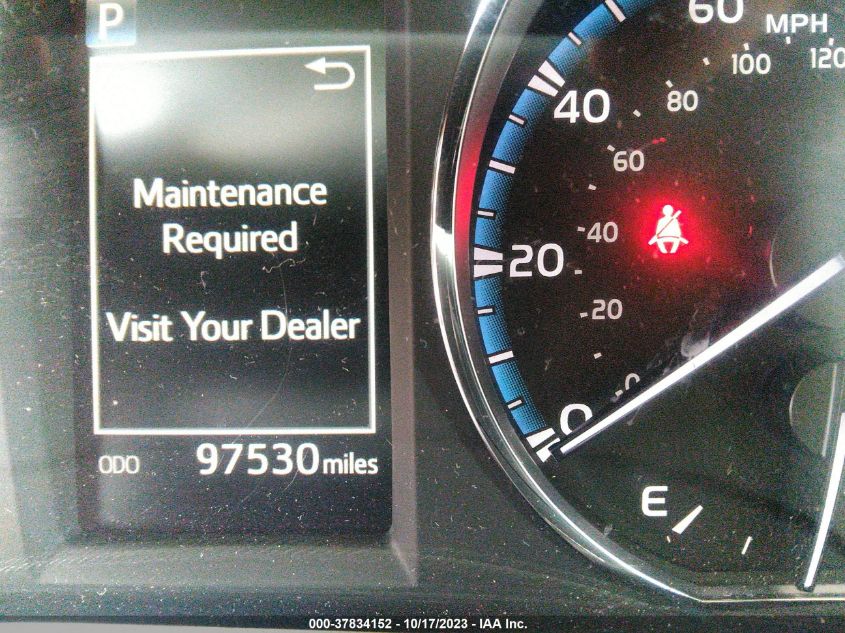 P
Maintenance
Required
Visit Your Dealer
ODO 97530 miles
60
MPH
120
100
80
40
60
40
20
20
0
0
E
000-37834152 - 10/17/2023 - IAA Inc.